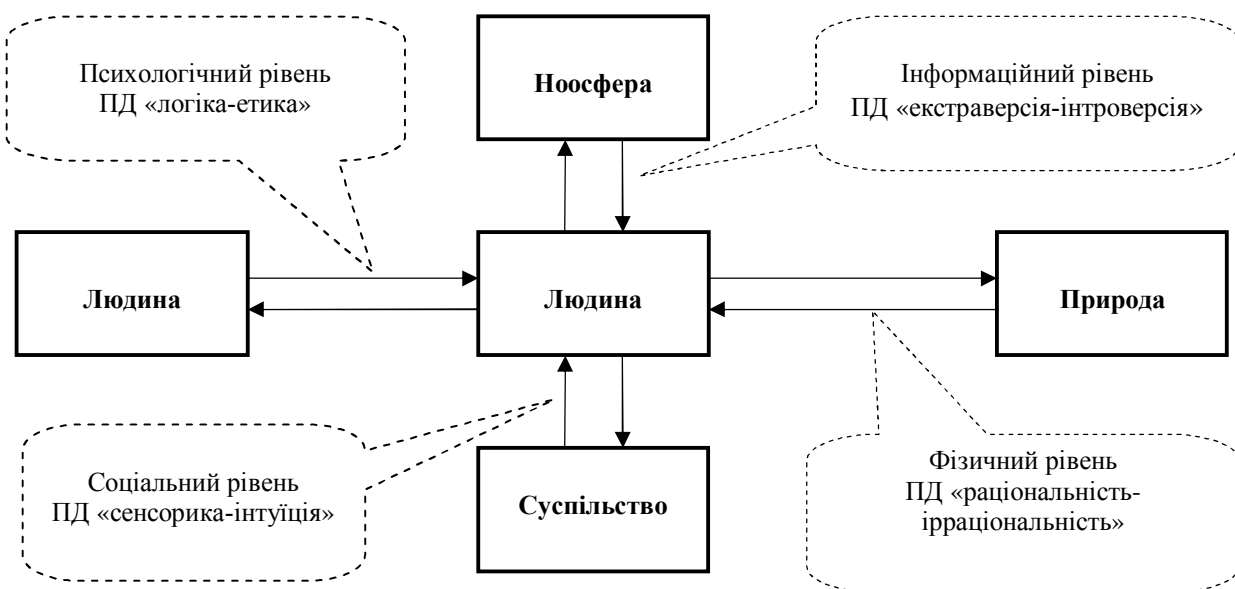 Психологічний рівень
ПД «логіка-етика»
Ноосфера
Інформаційний рівень
ПД «екстраверсія-інтроверсія»
Людина
Людина
Природа
Соціальний рівень
ПД «сенсорика-інтуїція»
Суспільство
Фізичний рівень
ПД «раціональність-
ірраціональність»